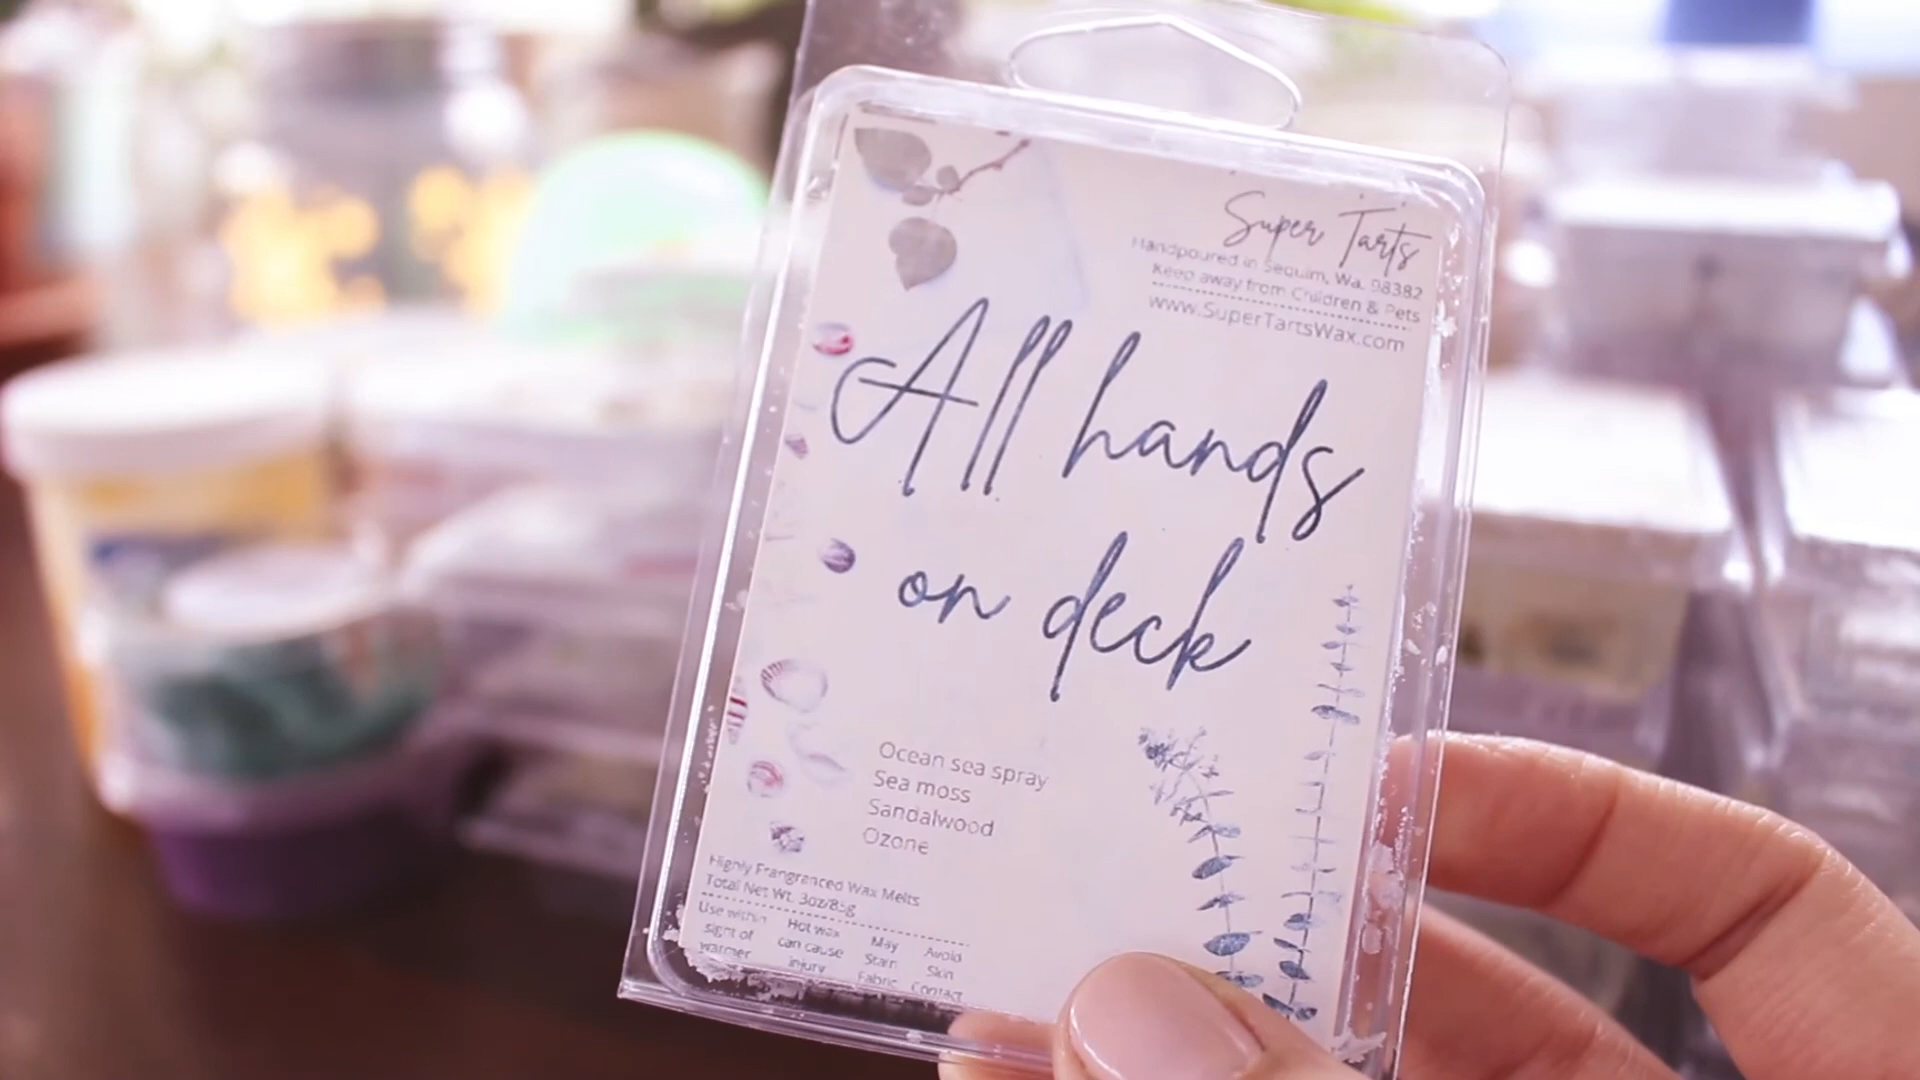 Super Tarts
Handpoured in Sequim, Wa. 98382
Keep away from Children & Pets
www.SuperTartsWax.com
All hands
on deck
Ocean sea spray
Sea moss
Sandalwood
Ozone
Highly Frangranced Wax Melts
Total Net Wt. 3oz/85g
Use within
sight of
warmer
Hot wax
can cause
injury
May
Stain
Fabric
Avoid
Skin
Contact